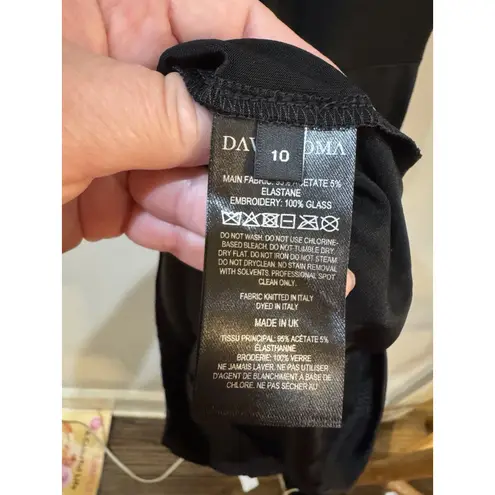 DAV OMA
10
MAIN FABRIC: 95% ACETATE 5%
ELASTANE
EMBROIDERY: 100% GLASS
DO NOT WASH. DO NOT USE CHLORINE-
BASED BLEACH. DO NOT TUMBLE DRY.
DRY FLAT. DO NOT IRON DO NOT STEAM
DO NOT DRYCLEAN. NO STAIN REMOVAL
WITH SOLVENTS. PROFESSIONAL SPOT
CLEAN ONLY.
FABRIC KNITTED IN ITALY
DYED IN ITALY
MADE IN UK
TISSU PRINCIPAL: 95% ACÉTATE 5%
ÉLASTHANNE
BRODERIE: 100% VERRE
NE JAMAIS LAVER. NE PAS UTILISER
D'AGENT DE BLANCHIMENT À BASE DE
CHLORE. NE PAS SÉCHER AU